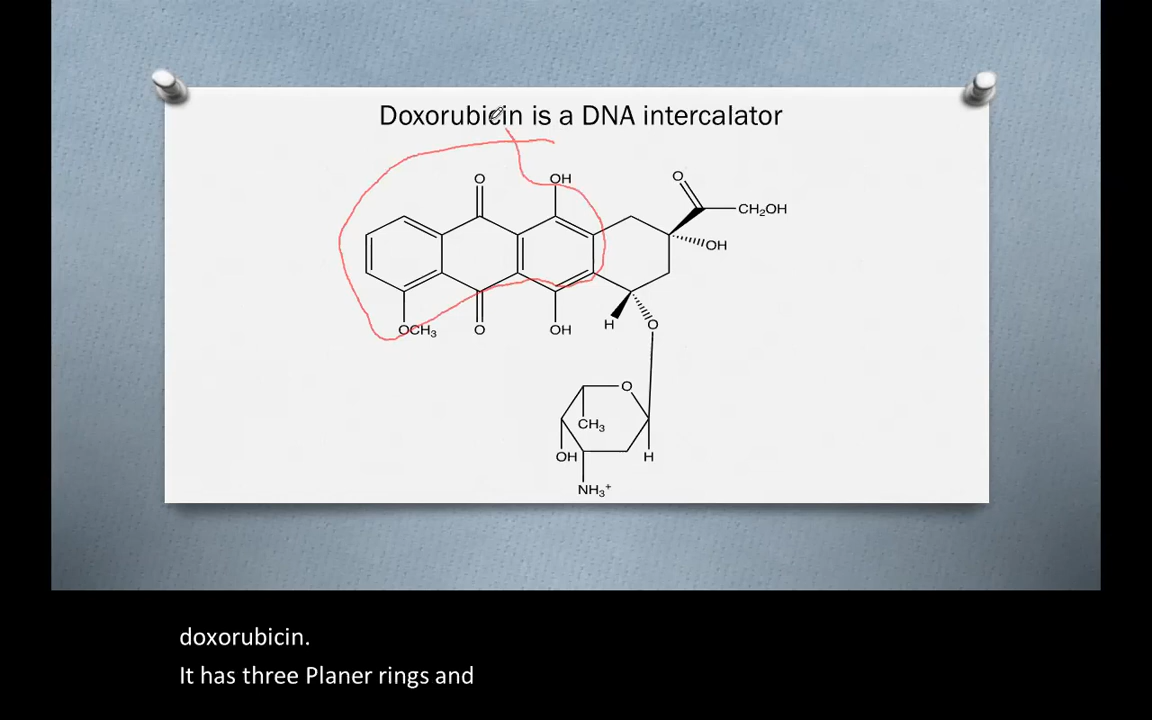 Doxorubicin is a DNA intercalator
O
OH
O
CH₂OH
OH
OCH₃
O
OH
H
O
O
CH₃
OH
H
NH₃⁺
doxorubicin.
It has three Planer rings and